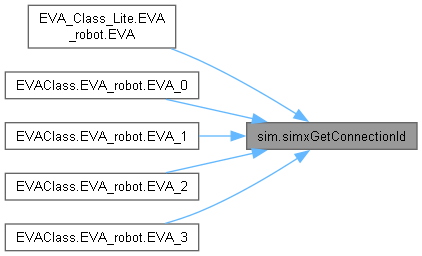 EVA_Class_Lite.EVA
_robot.EVA
EVAClass.EVA_robot.EVA_0
EVAClass.EVA_robot.EVA_1
sim.simxGetConnectionId
EVAClass.EVA_robot.EVA_2
EVAClass.EVA_robot.EVA_3